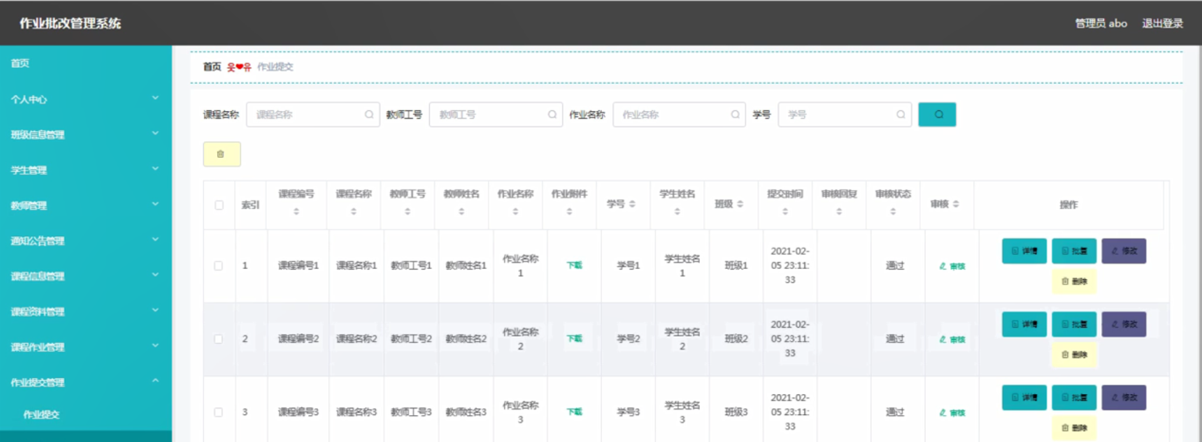 作业批改管理系统
管理员 abo 退出登录
首页
个人中心
班级信息管理
学生管理
教师管理
通知公告管理
课程信息管理
课程资料管理
课程作业管理
作业提交管理
作业提交
首页 作业提交
课程名称 课程名称 教师工号 教师工号 作业名称 作业名称 学号 学号
索引 课程编号 课程名称 教师工号 教师姓名 作业名称 作业附件 学号 学生姓名 班级 提交时间 审核回复 审核状态 审核 操作
1 课程编号1 课程名称1 教师工号1 教师姓名1 作业名称1 下载 学号1 学生姓名1 班级1 2021-02-05 23:11:33 通过 审核 详情 批量 修改 删除
2 课程编号2 课程名称2 教师工号2 教师姓名2 作业名称2 下载 学号2 学生姓名2 班级2 2021-02-05 23:11:33 通过 审核 详情 批量 修改 删除
3 课程编号3 课程名称3 教师工号3 教师姓名3 作业名称3 下载 学号3 学生姓名3 班级3 2021-02-05 23:11:33 通过 审核 详情 批量 修改 删除